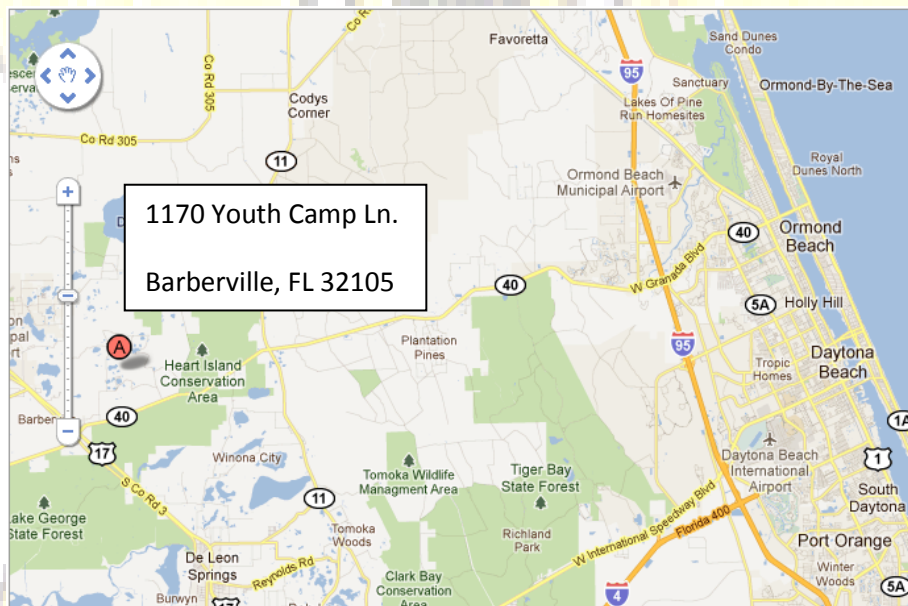 Favoretta
Sand Dunes
Condo
95
Sanctuary
Ormond-By-The-Sea
Co Rd 305
Codys
Corner
Lakes Of Pine
Run Homesites
Co Rd 305
11
Royal
Dunes North
Ormond Beach
Municipal Airport
1170 Youth Camp Ln.
Barberville, FL 32105
40
Ormond
Beach
W Granada Blvd
40
5A
Holly Hill
A
Plantation
Pines
95
Heart Island
Conservation
Area
Tropic
Homes
Daytona
Beach
40
17
Winona City
1A
Daytona Beach
International
Airport
1
S Co Rd 3
11
Tomoka Wildlife
Managment Area
Tiger Bay
State Forest
South
Daytona
Lake George
State Forest
Tomoka
Woods
Richland
Park
W International Speedway Blvd
Florida 400
Port Orange
De Leon
Springs
Reynolds Rd
Clark Bay
Conservation
Area
Winter
Woods
4
5A
Burwyn
17